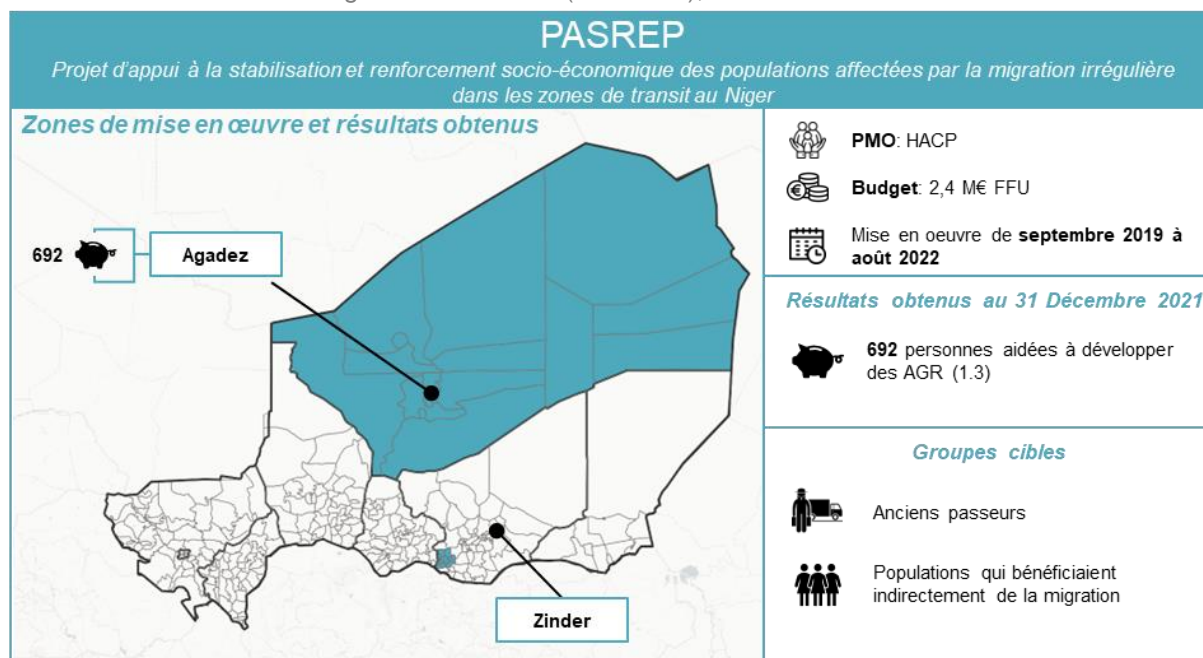 PASREP
Projet d'appui à la stabilisation et renforcement socio-économique des populations affectées par la migration irrégulière
dans les zones de transit au Niger
Zones de mise en œuvre et résultats obtenus
692
Agadez
Zinder
PMO: HACP
Budget: 2,4 M€ FFU
Mise en oeuvre de septembre 2019 à
août 2022
Résultats obtenus au 31 Décembre 2021
692 personnes aidées à développer
des AGR (1.3)
Groupes cibles
Anciens passeurs
Populations qui bénéficiaient
indirectement de la migration